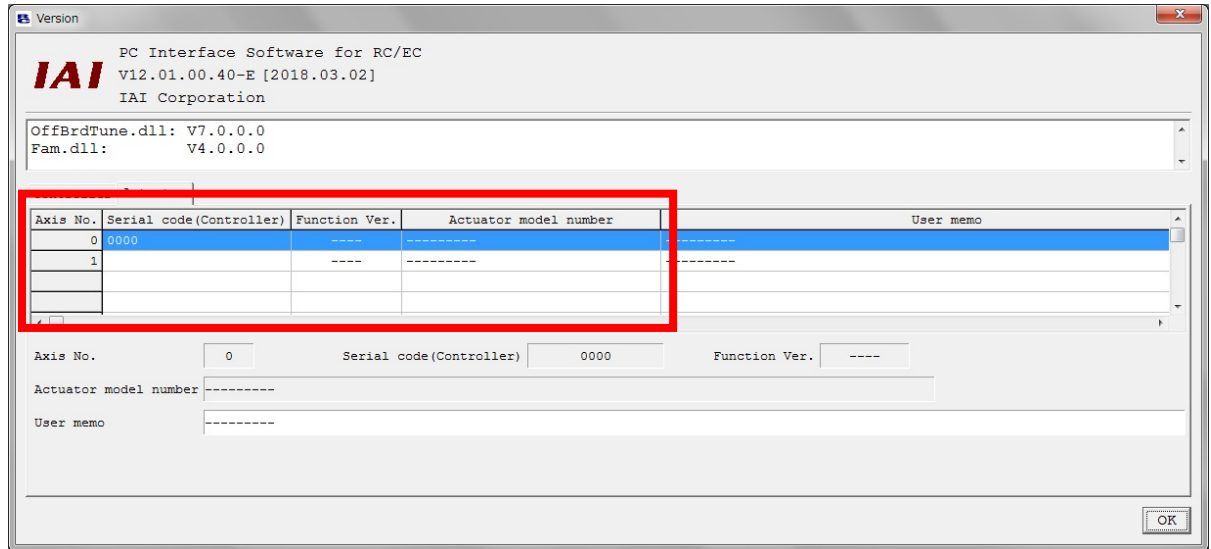 Version
PC Interface Software for RC/EC
IAI
V12.01.00.40-E [2018.03.02]
IAI Corporation
OffBrdTune.dll: V7.0.0.0
Fam.dll: V4.0.0.0
Axis No. Serial code(Controller) Function Ver. Actuator model number User memo
0 0000 ---- --------- ---------
1 ---- --------- ---------
Axis No. 0 Serial code(Controller) 0000 Function Ver. ----
Actuator model number ---------
User memo ---------
OK